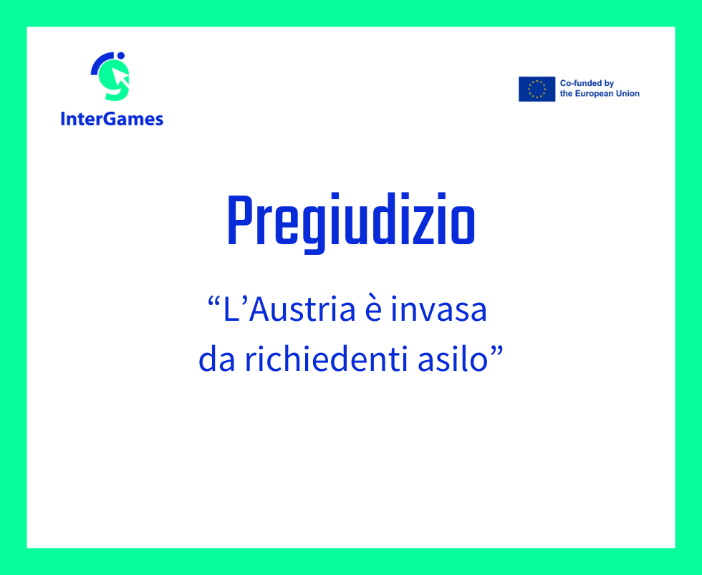 InterGames
Co-funded by
the European Union
Pregiudizio
“L’Austria è invasa
da richiedenti asilo”